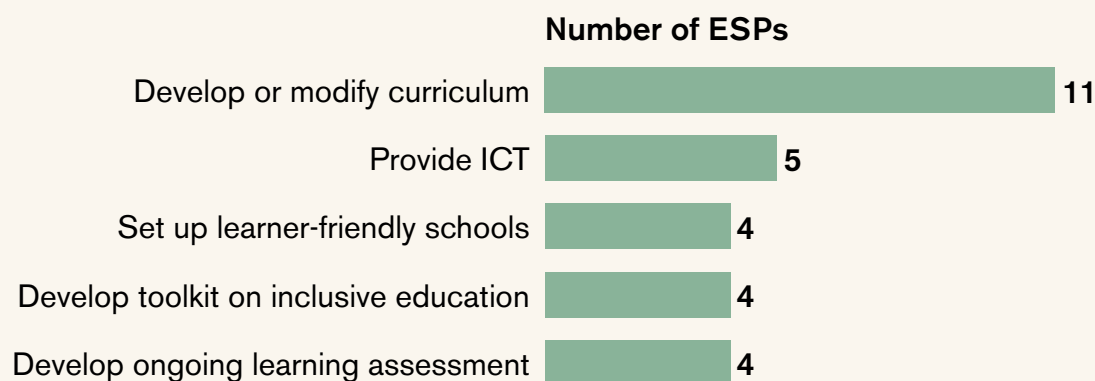 Number of ESPs
Develop or modify curriculum 11
Provide ICT 5
Set up learner-friendly schools 4
Develop toolkit on inclusive education 4
Develop ongoing learning assessment 4